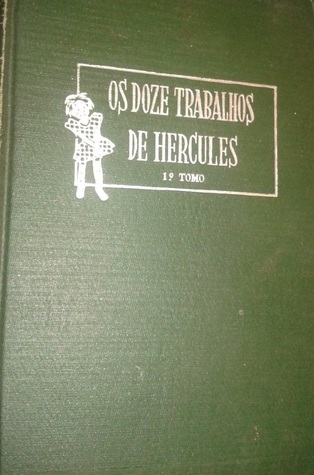 OS DOZE TRABALHOS
DE HERCULES
1º TOMO